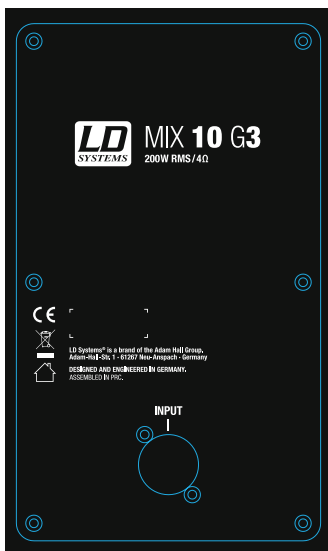 LD
SYSTEMS
MIX 10 G3
200W RMS/4Ω
CE
LD Systems® is a brand of the Adam Hall Group.
Adam-Hall-Str. 1 · 61267 Neu-Anspach · Germany
DESIGNED AND ENGINEERED IN GERMANY.
ASSEMBLED IN PRC.
INPUT